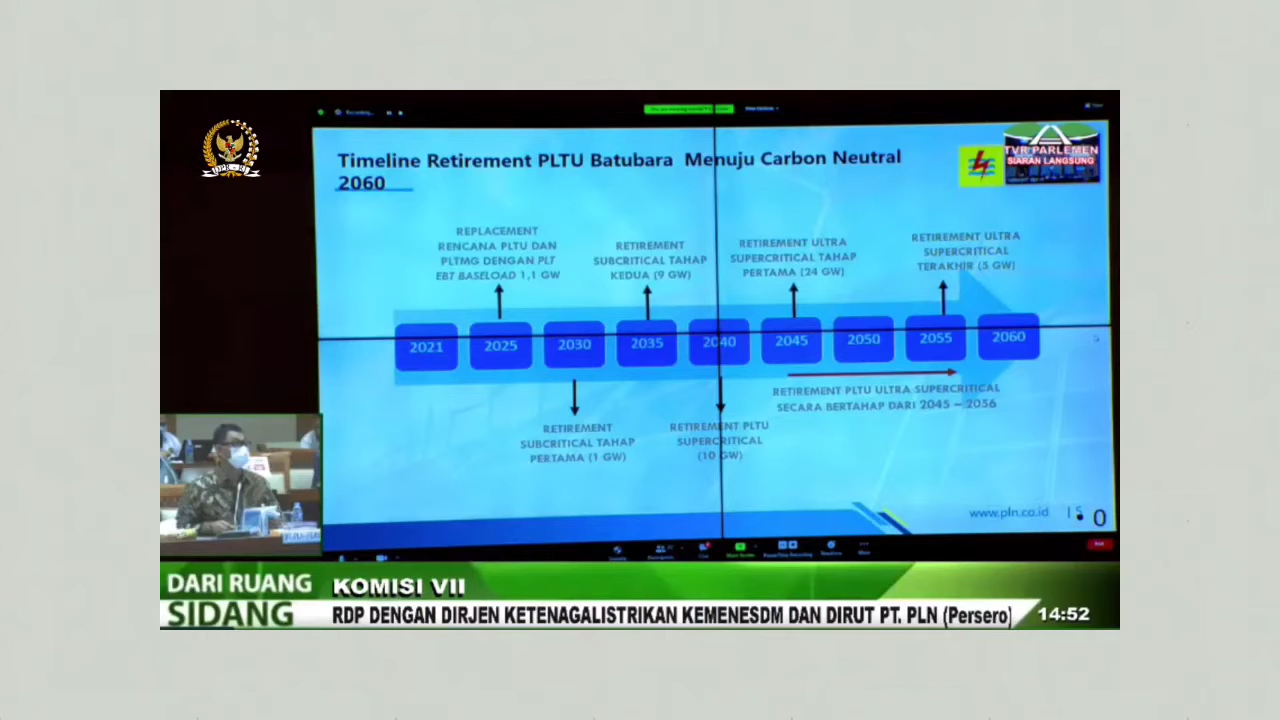 DPR - RI
Timeline Retirement PLTU Batubara Menuju Carbon Neutral
2060
TVR PARLEMEN
SIARAN LANGSUNG
REPLACEMENT
RENCANA PLTU DAN
PLTMG DENGAN PLT
EBT BASELOAD 1,1 GW
RETIREMENT
SUBCRITICAL TAHAP
KEDUA (9 GW)
RETIREMENT ULTRA
SUPERCRITICAL TAHAP
PERTAMA (24 GW)
RETIREMENT ULTRA
SUPERCRITICAL
TERAKHIR (5 GW)
2021
2025
2030
2035
2040
2045
2050
2055
2060
RETIREMENT
SUBCRITICAL TAHAP
PERTAMA (1 GW)
RETIREMENT PLTU
SUPERCRITICAL
(10 GW)
RETIREMENT PLTU ULTRA SUPERCRITICAL
SECARA BERTAHAP DARI 2045 – 2056
www.pln.co.id
DARI RUANG
SIDANG
KOMISI VII
RDP DENGAN DIRJEN KETENAGALISTRIKAN KEMENESDM DAN DIRUT PT. PLN (Persero)
14:52